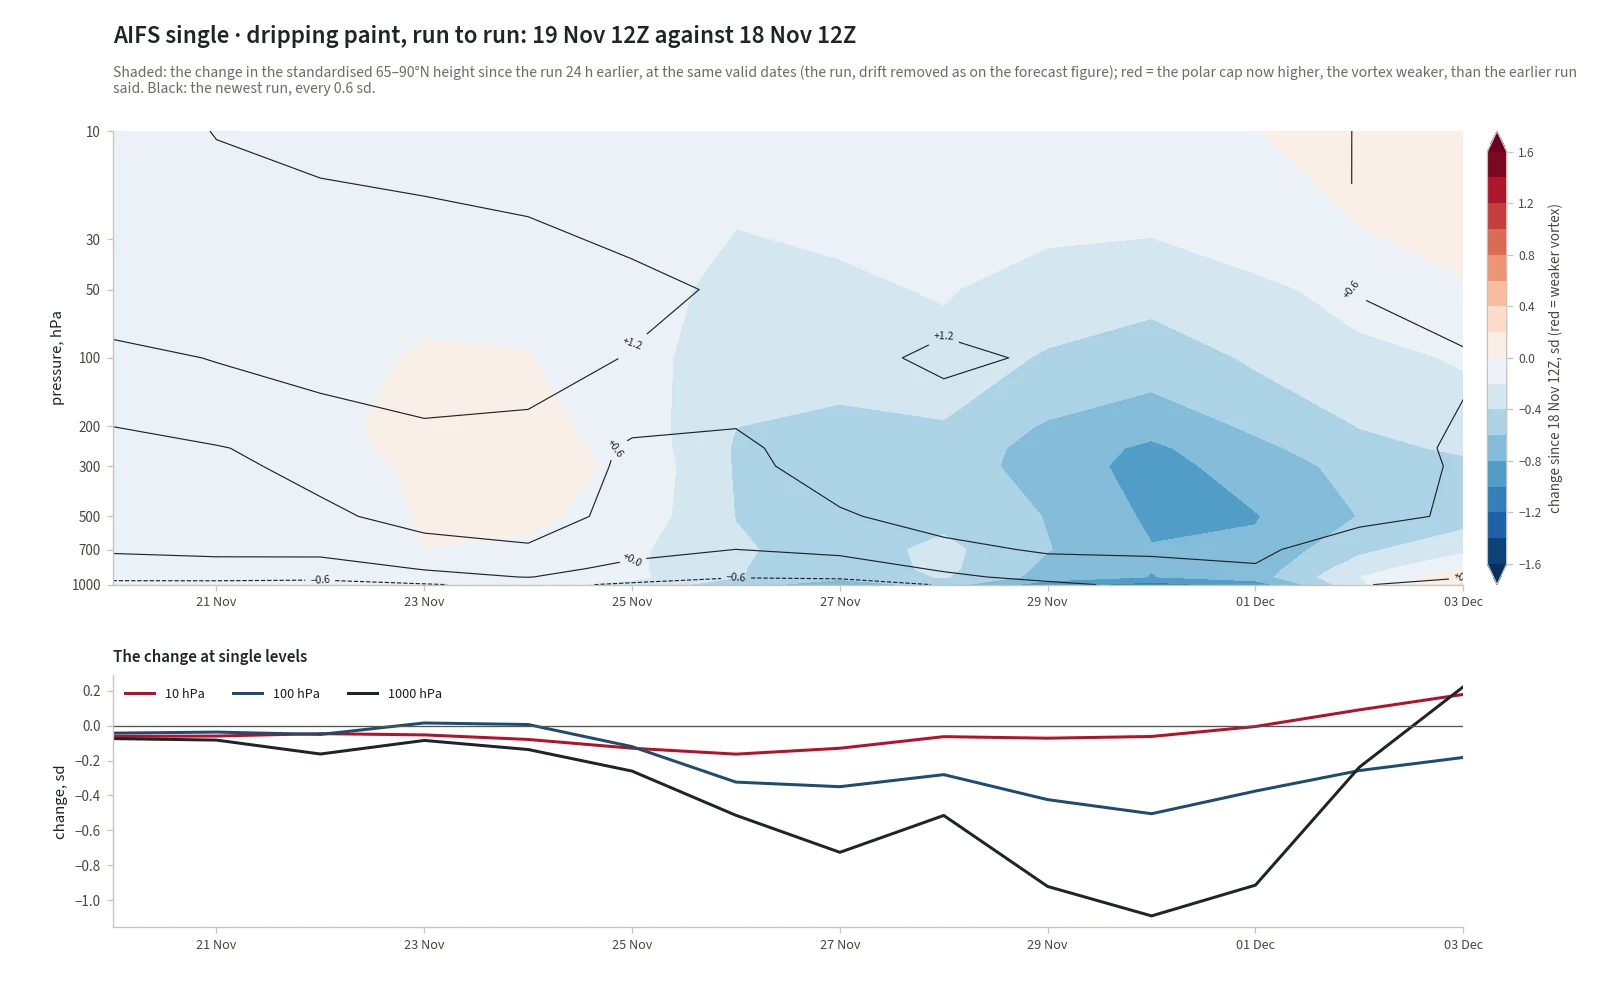 AIFS single · dripping paint, run to run: 19 Nov 12Z against 18 Nov 12Z
Shaded: the change in the standardised 65–90°N height since the run 24 h earlier, at the same valid dates (the run, drift removed as on the forecast figure); red = the polar cap now higher, the vortex weaker, than the earlier run
said. Black: the newest run, every 0.6 sd.
10
30
50
100
200
300
500
700
1000
pressure, hPa
+1.2
+1.2
+0.6
+0.6
+0.0
−0.6
−0.6
21 Nov
23 Nov
25 Nov
27 Nov
29 Nov
01 Dec
03 Dec
1.6
1.2
0.8
0.4
0.0
−0.4
−0.8
−1.2
−1.6
change since 18 Nov 12Z, sd (red = weaker vortex)
The change at single levels
10 hPa
100 hPa
1000 hPa
0.2
0.0
−0.2
−0.4
−0.6
−0.8
−1.0
change, sd
21 Nov
23 Nov
25 Nov
27 Nov
29 Nov
01 Dec
03 Dec